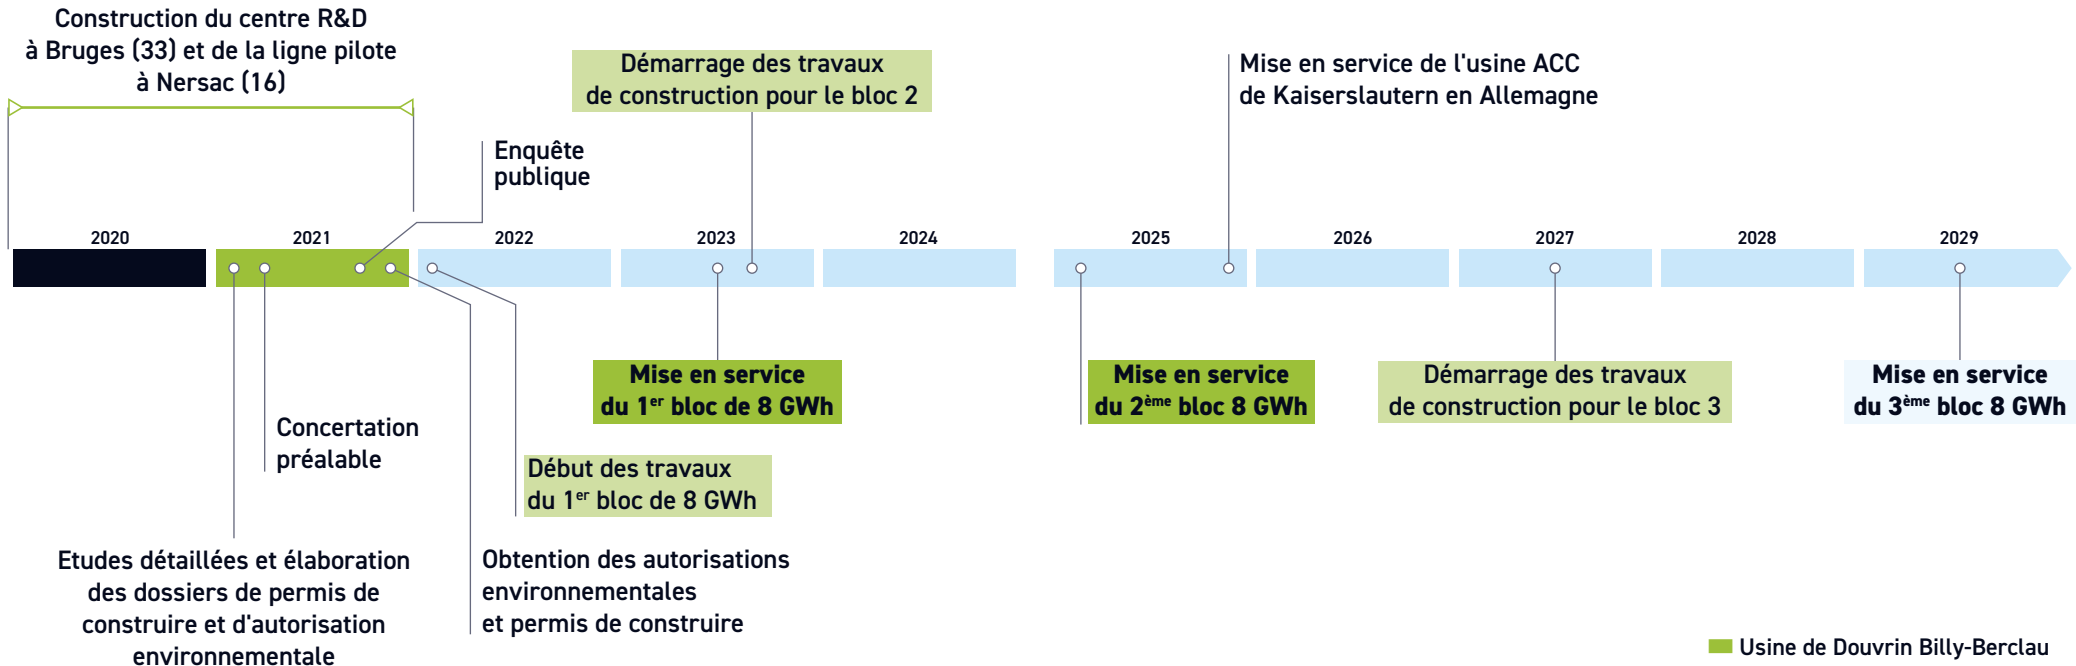 Construction du centre R&D
à Bruges (33) et de la ligne pilote
à Nersac (16)
Démarrage des travaux
de construction pour le bloc 2
Mise en service de l'usine ACC
de Kaiserslautern en Allemagne
Enquête
publique
2020
2021
2022
2023
2024
2025
2026
2027
2028
2029
Mise en service
du 1er bloc de 8 GWh
Mise en service
du 2ème bloc 8 GWh
Démarrage des travaux
de construction pour le bloc 3
Mise en service
du 3ème bloc 8 GWh
Concertation
préalable
Début des travaux
du 1er bloc de 8 GWh
Etudes détaillées et élaboration
des dossiers de permis de
construire et d'autorisation
environnementale
Obtention des autorisations
environnementales
et permis de construire
Usine de Douvrin Billy-Berclau